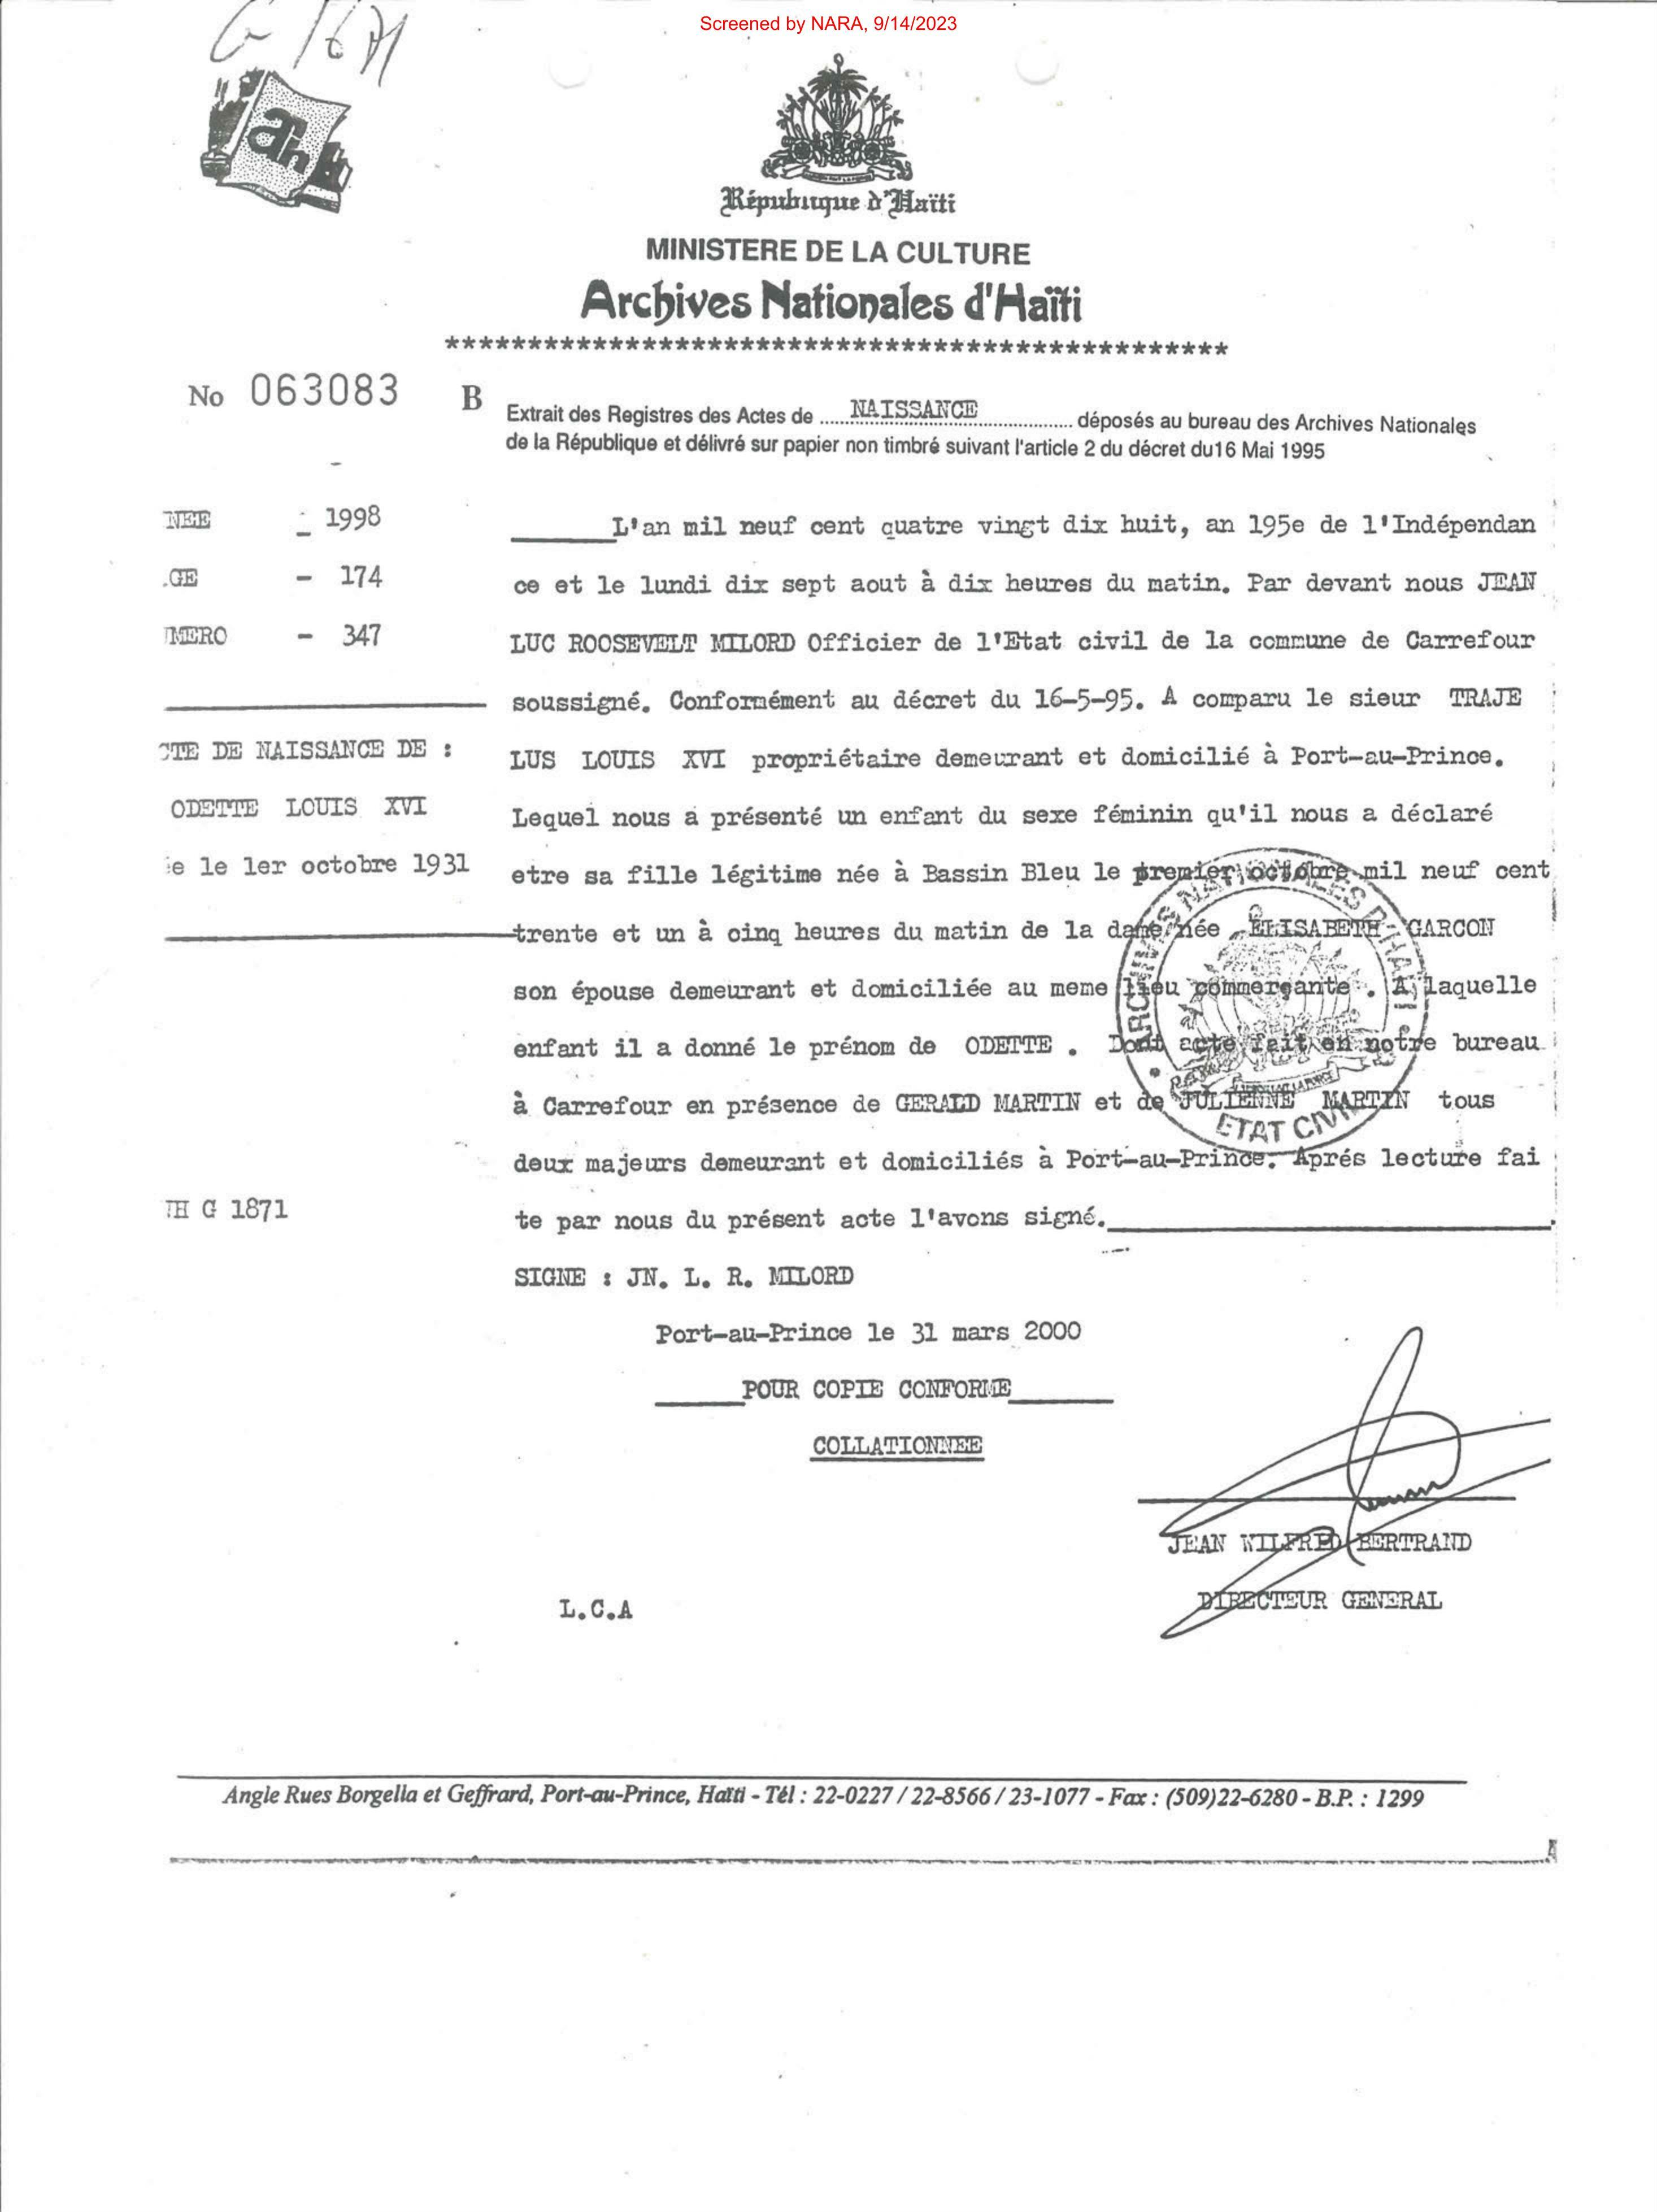 Screened by NARA, 9/14/2023
G 1871
an
République d'Haïti
MINISTERE DE LA CULTURE
Archives Nationales d'Haïti
************************************************
No 063083 B
Extrait des Registres des Actes de NAISSANCE déposés au bureau des Archives Nationales
de la République et délivré sur papier non timbré suivant l'article 2 du décret du16 Mai 1995
NEE - 1998
GE - 174
UMERO - 347
CTE DE NAISSANCE DE :
ODETTE LOUIS XVI
e le 1er octobre 1931
TH G 1871
L'an mil neuf cent quatre vingt dix huit, an 195e de l'Indépendan
ce et le lundi dix sept aout à dix heures du matin. Par devant nous JEAN
LUC ROOSEVELT MILORD Officier de l'Etat civil de la commune de Carrefour
soussigné. Conformément au décret du 16-5-95. A comparu le sieur TRAJE
LUS LOUIS XVI propriétaire demeurant et domicilié à Port-au-Prince.
Lequel nous a présenté un enfant du sexe féminin qu'il nous a déclaré
etre sa fille légitime née à Bassin Bleu le premier octobre mil neuf cent
trente et un à cinq heures du matin de la dame née ELISABETH GARCON
son épouse demeurant et domiciliée au meme lieu commerçante . A laquelle
enfant il a donné le prénom de ODETTE . Dont acte fait en notre bureau
à Carrefour en présence de GERALD MARTIN et de JULIENNE MARTIN tous
deux majeurs demeurant et domiciliés à Port-au-Prince. Aprés lecture fai
te par nous du présent acte l'avons signé.
SIGNE : JN. L. R. MILORD
Port-au-Prince le 31 mars 2000
POUR COPIE CONFORME
COLLATIONNEE
ARCHIVES NATIONALES D'HAITI
ETAT CIVIL
JEAN WILFRID BERTRAND
DIRECTEUR GENERAL
L.C.A
Angle Rues Borgella et Geffrard, Port-au-Prince, Haïti - Tél : 22-0227 / 22-8566 / 23-1077 - Fax : (509)22-6280 - B.P. : 1299